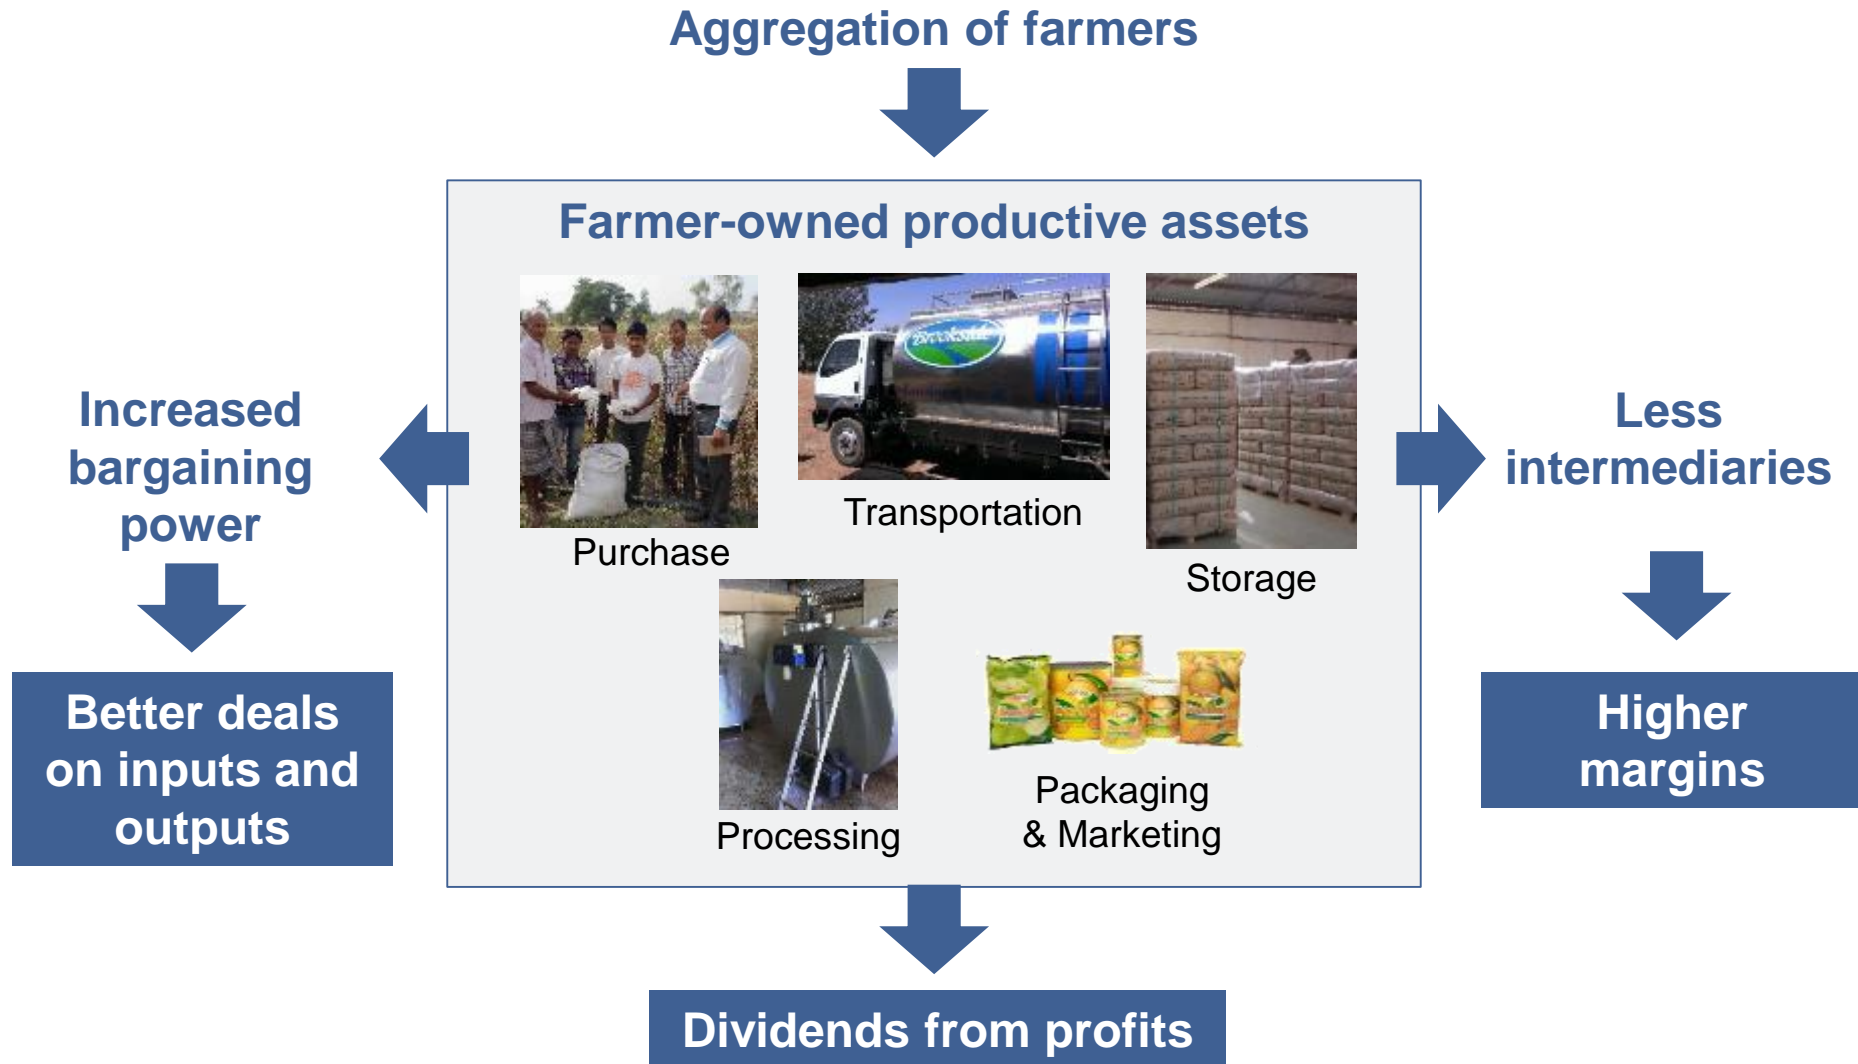 Aggregation of farmers
Farmer-owned productive assets
Brookside
Purchase
Transportation
Storage
Processing
Packaging
& Marketing
Increased
bargaining
power
Better deals
on inputs and
outputs
Less
intermediaries
Higher
margins
Dividends from profits